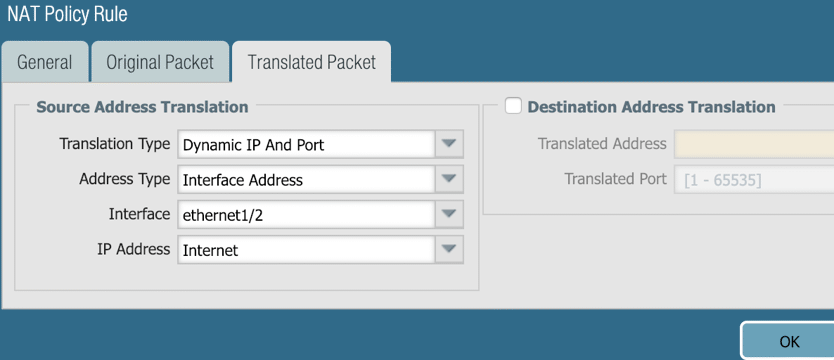 NAT Policy Rule
General
Original Packet
Translated Packet
Source Address Translation
Translation Type Dynamic IP And Port
Address Type Interface Address
Interface ethernet1/2
IP Address Internet
Destination Address Translation
Translated Address
Translated Port [1 - 65535]
OK